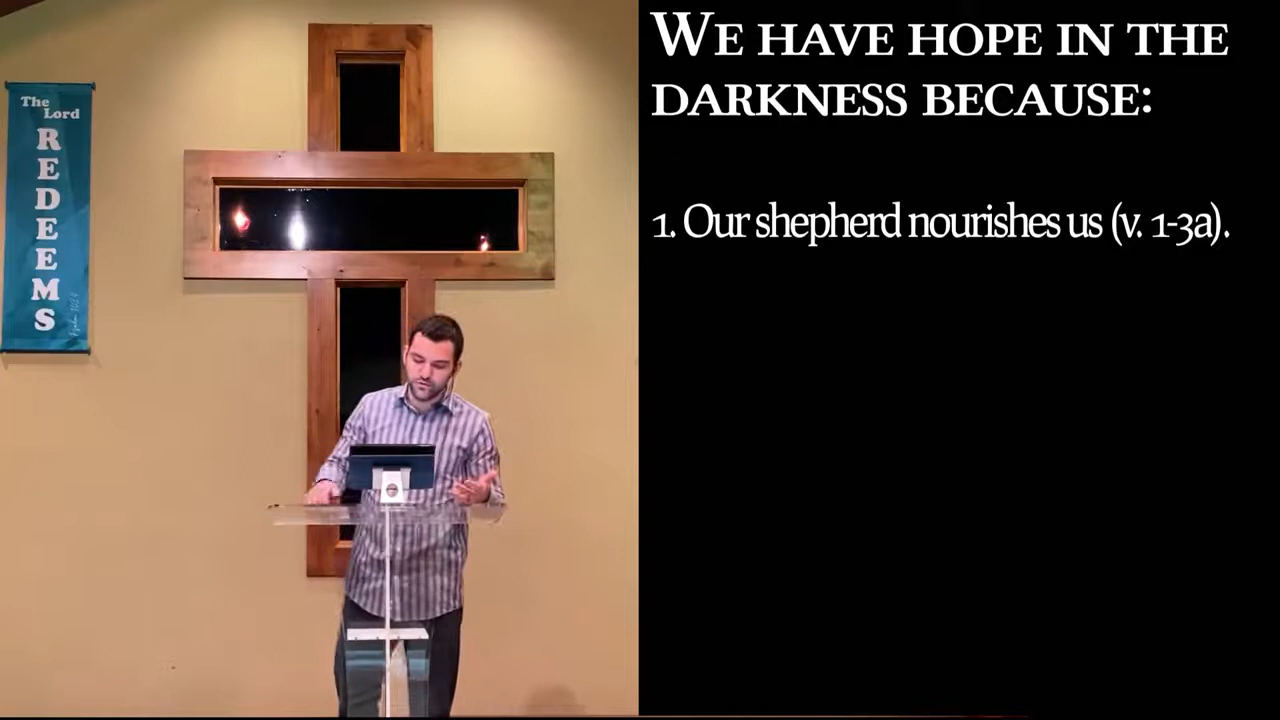 The
Lord
REDEEMS
WE HAVE HOPE IN THE
DARKNESS BECAUSE:
1. Our shepherd nourishes us (v. 1-3a).